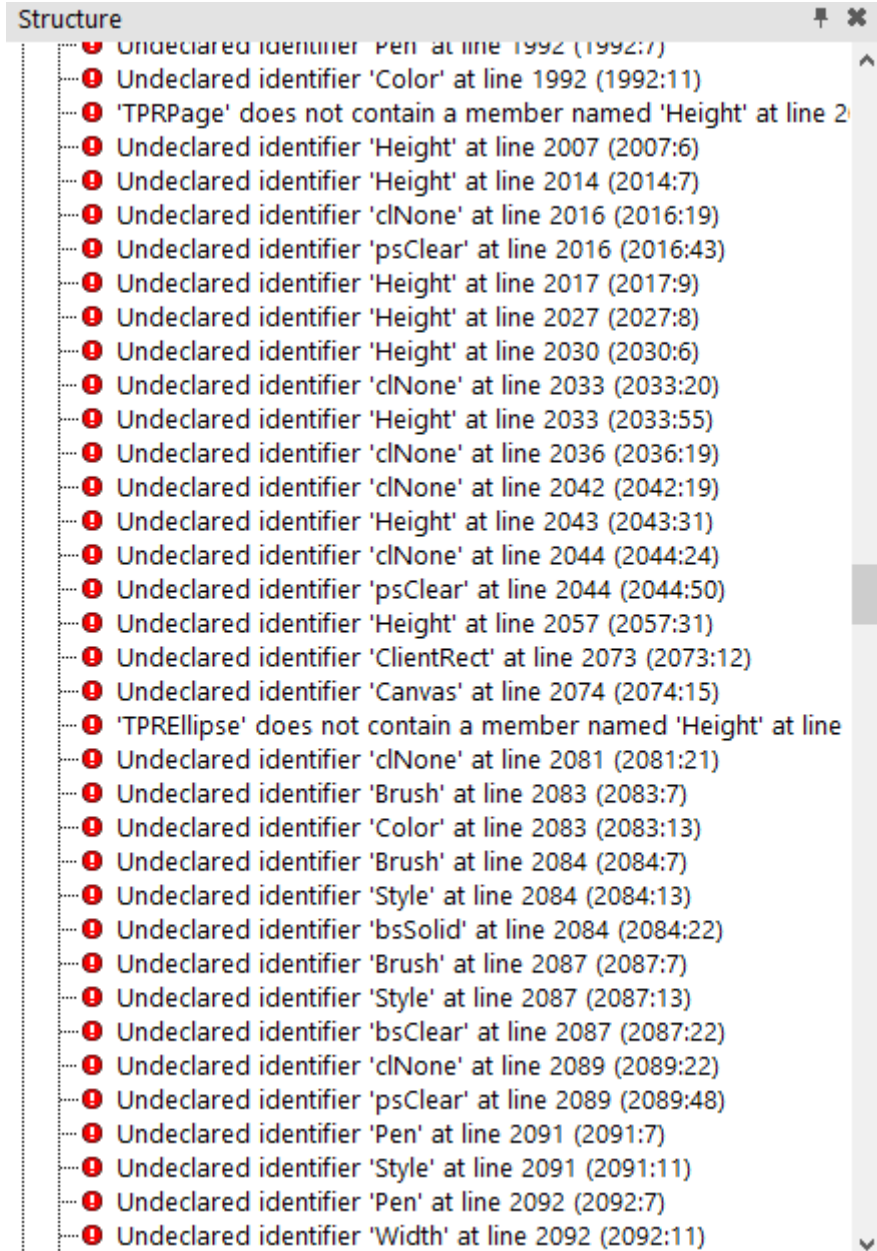 Structure
Undeclared identifier 'Pen' at line 1992 (1992:7)
Undeclared identifier 'Color' at line 1992 (1992:11)
'TPRPage' does not contain a member named 'Height' at line 2
Undeclared identifier 'Height' at line 2007 (2007:6)
Undeclared identifier 'Height' at line 2014 (2014:7)
Undeclared identifier 'clNone' at line 2016 (2016:19)
Undeclared identifier 'psClear' at line 2016 (2016:43)
Undeclared identifier 'Height' at line 2017 (2017:9)
Undeclared identifier 'Height' at line 2027 (2027:8)
Undeclared identifier 'Height' at line 2030 (2030:6)
Undeclared identifier 'clNone' at line 2033 (2033:20)
Undeclared identifier 'Height' at line 2033 (2033:55)
Undeclared identifier 'clNone' at line 2036 (2036:19)
Undeclared identifier 'clNone' at line 2042 (2042:19)
Undeclared identifier 'Height' at line 2043 (2043:31)
Undeclared identifier 'clNone' at line 2044 (2044:24)
Undeclared identifier 'psClear' at line 2044 (2044:50)
Undeclared identifier 'Height' at line 2057 (2057:31)
Undeclared identifier 'ClientRect' at line 2073 (2073:12)
Undeclared identifier 'Canvas' at line 2074 (2074:15)
'TPREllipse' does not contain a member named 'Height' at line
Undeclared identifier 'clNone' at line 2081 (2081:21)
Undeclared identifier 'Brush' at line 2083 (2083:7)
Undeclared identifier 'Color' at line 2083 (2083:13)
Undeclared identifier 'Brush' at line 2084 (2084:7)
Undeclared identifier 'Style' at line 2084 (2084:13)
Undeclared identifier 'bsSolid' at line 2084 (2084:22)
Undeclared identifier 'Brush' at line 2087 (2087:7)
Undeclared identifier 'Style' at line 2087 (2087:13)
Undeclared identifier 'bsClear' at line 2087 (2087:22)
Undeclared identifier 'clNone' at line 2089 (2089:22)
Undeclared identifier 'psClear' at line 2089 (2089:48)
Undeclared identifier 'Pen' at line 2091 (2091:7)
Undeclared identifier 'Style' at line 2091 (2091:11)
Undeclared identifier 'Pen' at line 2092 (2092:7)
Undeclared identifier 'Width' at line 2092 (2092:11)